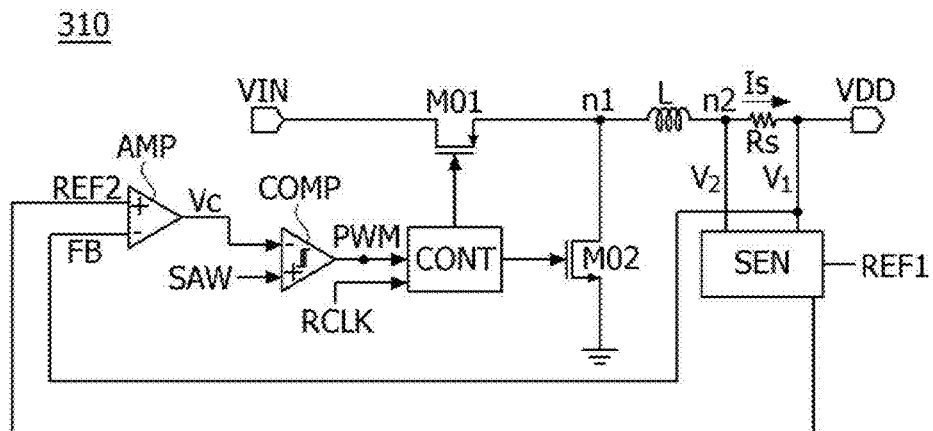 310
VIN
M01
n1
L
n2
Is
VDD
Rs
AMP
REF2
+
-
FB
Vc
COMP
-
+
SAW
PWM
RCLK
CONT
M02
V2
V1
SEN
REF1